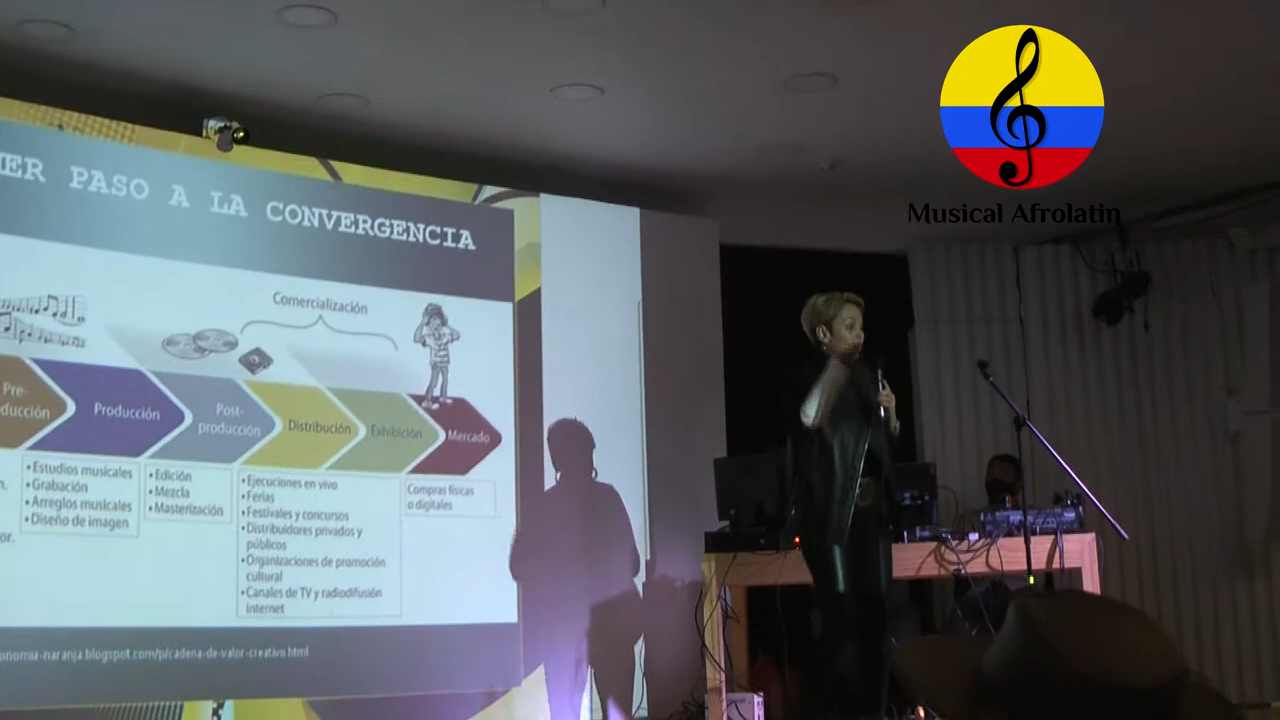 Musical Afrolatin
PASO A LA CONVERGENCIA
Comercialización
Pre-
Producción
Post-
producción
Distribución
Exhibición
Mercado
• Estudios musicales
• Grabación
• Arreglos musicales
• Diseño de imagen
• Edición
• Mezcla
• Masterización
• Ejecuciones en vivo
• Ferias
• Festivales y concursos
• Distribuidores privados y
públicos
• Organizaciones de promoción
cultural
• Canales de TV y radiodifusión
Internet
Compras físicas
o digitales
onomia-naranja.blogspot.com/p/cadena-de-valor-creativo.html